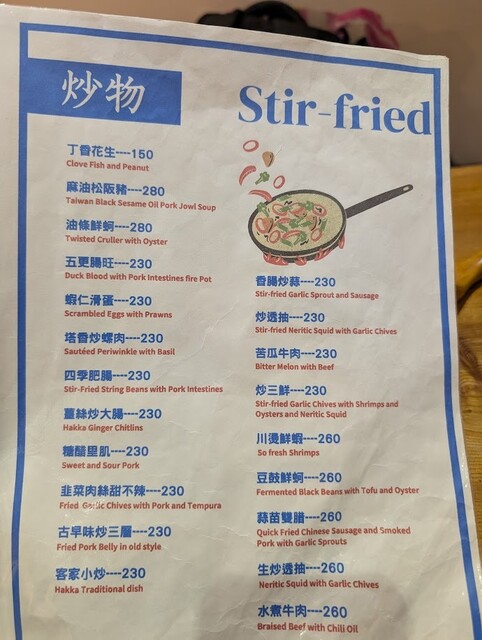 炒物
Stir-fried
丁香花生----150
Clove Fish and Peanut
麻油松阪豬----280
Taiwan Black Sesame Oil Pork Jowl Soup
油條鮮蚵----280
Twisted Cruller with Oyster
五更腸旺----230
Duck Blood with Pork Intestines fire Pot
蝦仁滑蛋----230
Scrambled Eggs with Prawns
塔香炒螺肉----230
Sautéed Periwinkle with Basil
四季肥腸----230
Stir-Fried String Beans with Pork Intestines
薑絲炒大腸----230
Hakka Ginger Chitlins
糖醋里肌----230
Sweet and Sour Pork
韭菜肉絲甜不辣----230
Fried Garlic Chives with Pork and Tempura
古早味炒三層----230
Fried Pork Belly in old style
客家小炒----230
Hakka Traditional dish
香腸炒蒜----230
Stir-fried Garlic Sprout and Sausage
炒透抽----230
Stir-fried Neritic Squid with Garlic Chives
苦瓜牛肉----230
Bitter Melon with Beef
炒三鮮----230
Stir-fried Garlic Chives with Shrimps and
Oysters and Neritic Squid
川燙鮮蝦----260
So fresh Shrimps
豆鼓鮮蚵----260
Fermented Black Beans with Tofu and Oyster
蒜苗雙腊----260
Quick Fried Chinese Sausage and Smoked
Pork with Garlic Sprouts
生炒透抽----260
Neritic Squid with Garlic Chives
水煮牛肉----260
Braised Beef with Chili Oil